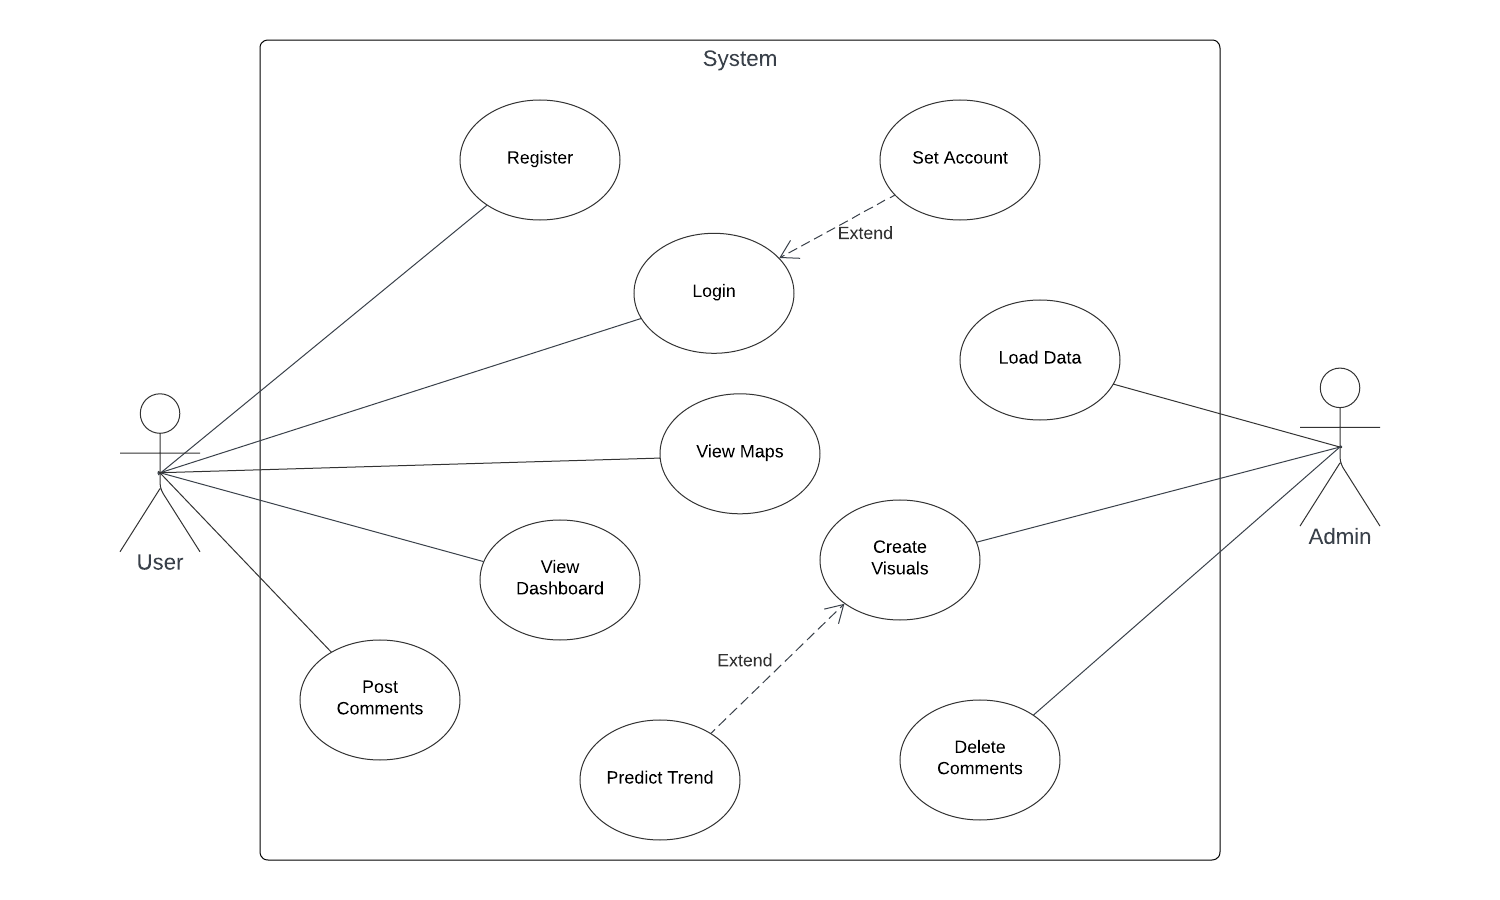 System
Register
Set Account
Extend
Login
Load Data
View Maps
User
Admin
View
Dashboard
Create
Visuals
Extend
Post
Comments
Predict Trend
Delete
Comments